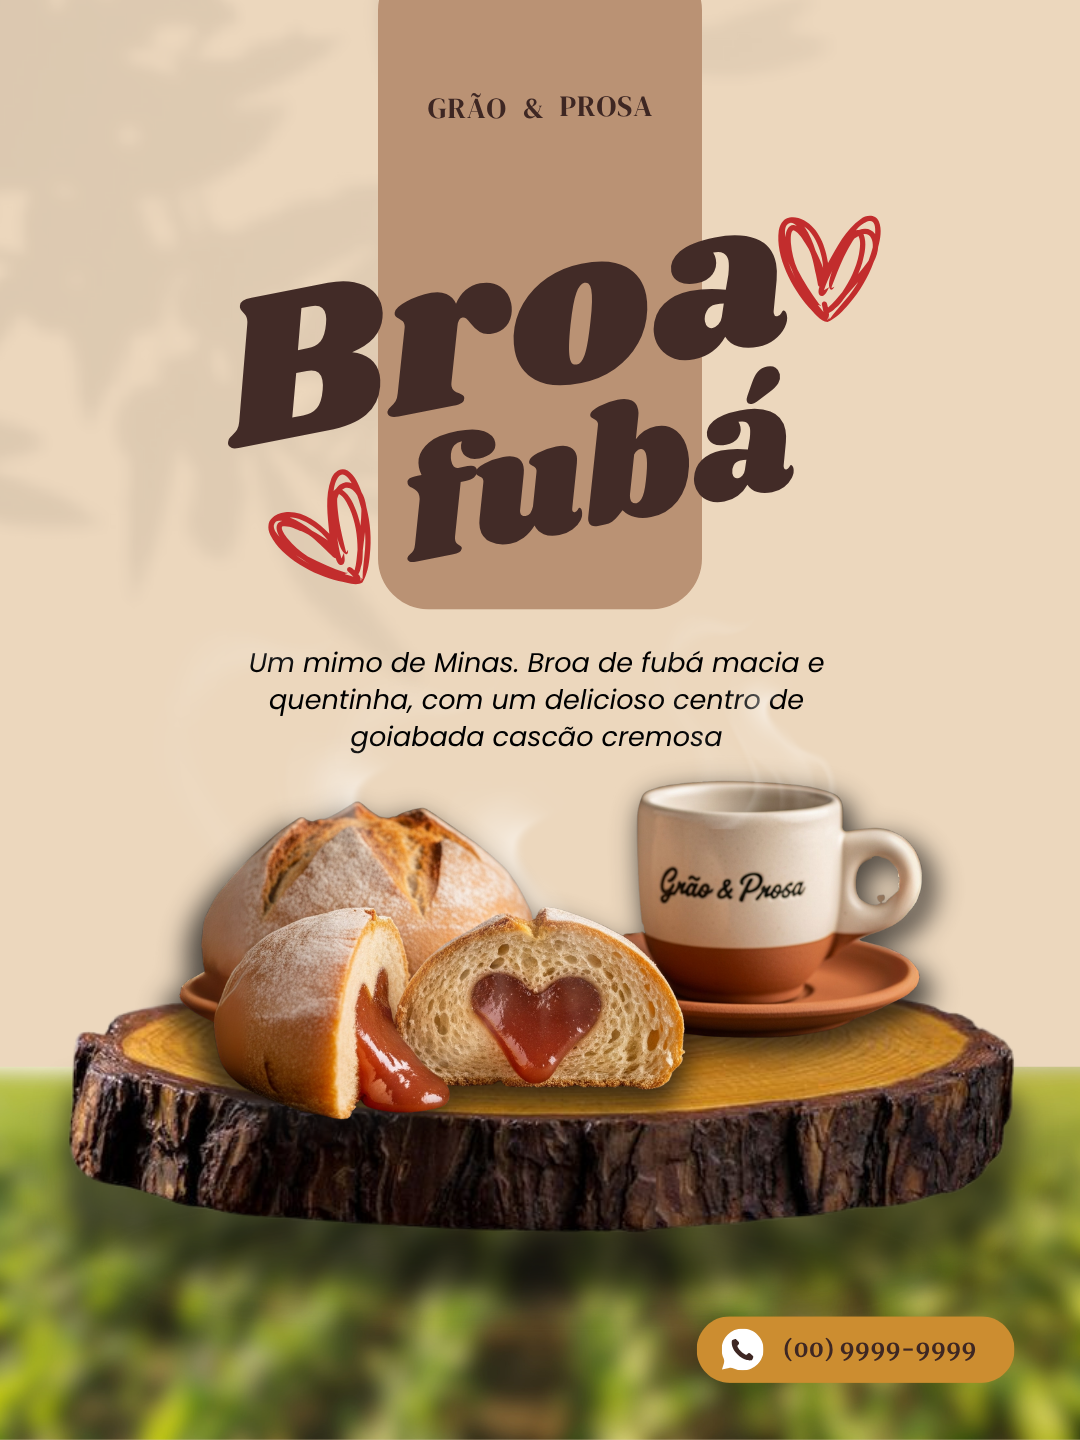 GRÃO & PROSA
Broa
fubá
Um mimo de Minas. Broa de fubá macia e
quentinha, com um delicioso centro de
goiabada cascão cremosa
Grão & Prosa
(00) 9999-9999